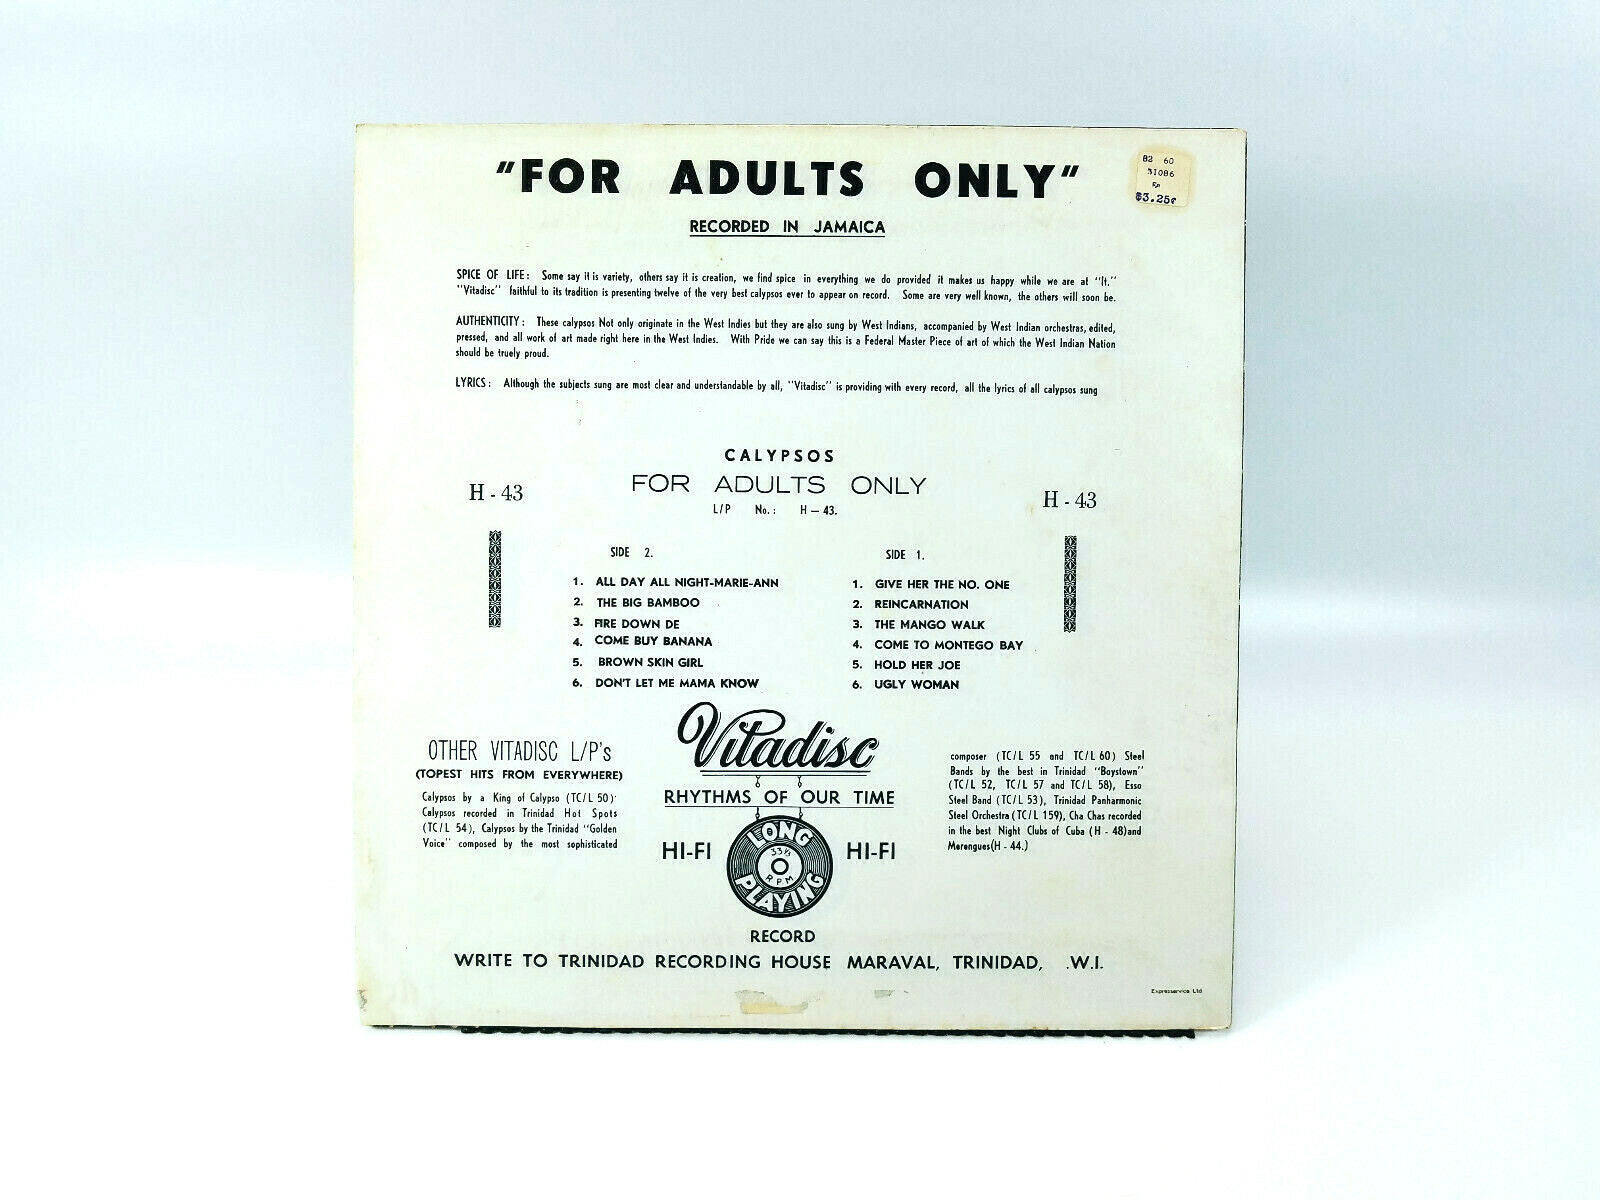 "FOR ADULTS ONLY"
82 60
31086
$3.25¢
RECORDED IN JAMAICA
SPICE OF LIFE: Some say it is variety, others say it is creation, we find spice in everything we do provided it makes us happy while we are at "It."
"Vitadisc" faithful to its tradition is presenting twelve of the very best calypsos ever to appear on record. Some are very well known, the others will soon be.
AUTHENTICITY: These calypsos Not only originate in the West Indies but they are also sung by West Indians, accompanied by West Indian orchestras, edited,
pressed, and all work of art made right here in the West Indies. With Pride we can say this is a Federal Master Piece of art of which the West Indian Nation
should be truely proud.
LYRICS: Although the subjects sung are most clear and understandable by all, "Vitadisc" is providing with every record, all the lyrics of all calypsos sung
CALYPSOS
FOR ADULTS ONLY
L/P No.: H — 43.
H - 43
H - 43
SIDE 2.
1. ALL DAY ALL NIGHT-MARIE-ANN
2. THE BIG BAMBOO
3. FIRE DOWN DE
4. COME BUY BANANA
5. BROWN SKIN GIRL
6. DON'T LET ME MAMA KNOW
SIDE 1.
1. GIVE HER THE NO. ONE
2. REINCARNATION
3. THE MANGO WALK
4. COME TO MONTEGO BAY
5. HOLD HER JOE
6. UGLY WOMAN
OTHER VITADISC L/P's
(TOPEST HITS FROM EVERYWHERE)
Calypsos by a King of Calypso (TC/L 50)
Calypsos recorded in Trinidad Hot Spots
(TC/L 54), Calypsos by the Trinidad "Golden
Voice" composed by the most sophisticated
composer (TC/L 55 and TC/L 60) Steel
Bands by the best in Trinidad "Boystown"
(TC/L 52, TC/L 57 and TC/L 58), Esso
Steel Band (TC/L 53), Trinidad Panharmonic
Steel Orchestra (TC/L 159), Cha Chas recorded
in the best Night Clubs of Cuba (H - 48)and
Merengues(H - 44.)
Vitadisc
RHYTHMS OF OUR TIME
HI-FI
LONG
33⅓
RPM
PLAYING
HI-FI
RECORD
WRITE TO TRINIDAD RECORDING HOUSE MARAVAL, TRINIDAD, .W.I.
Expresservice Ltd